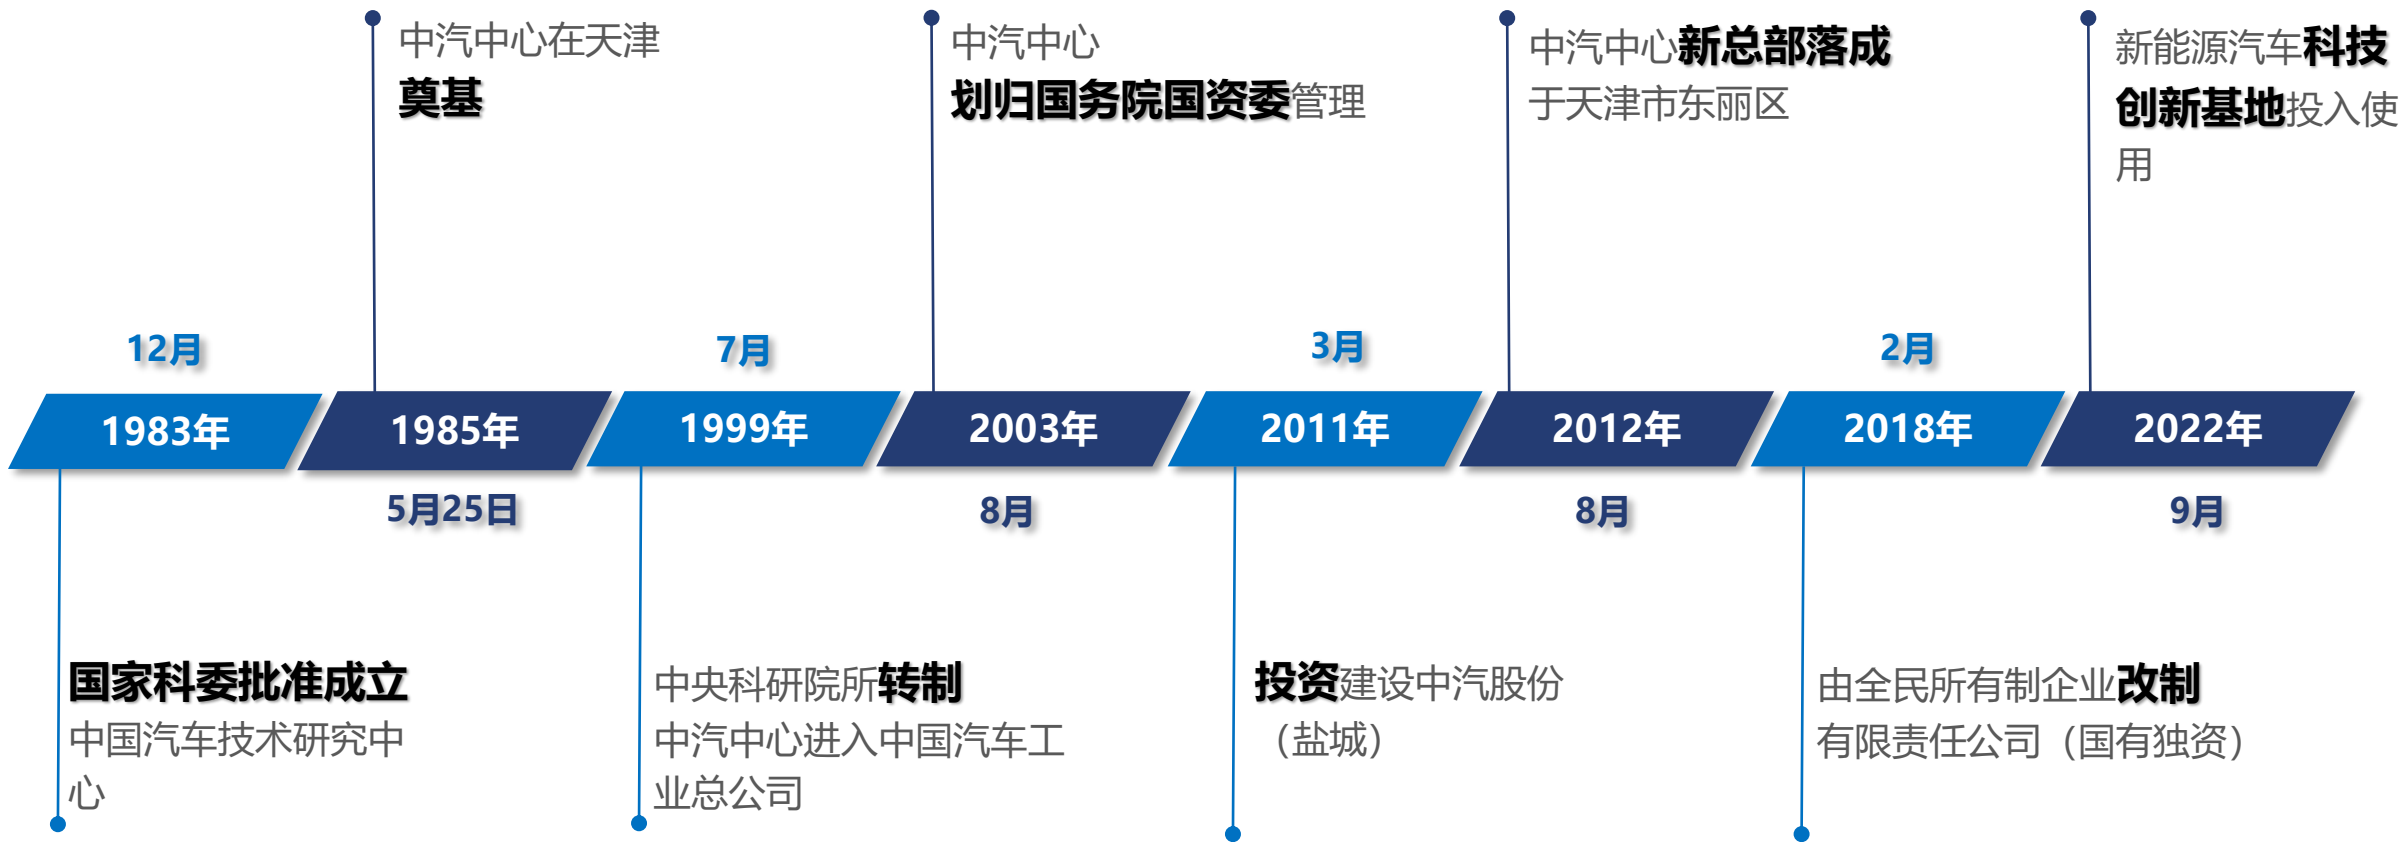 中汽中心在天津
奠基
中汽中心
划归国务院国资委管理
中汽中心新总部落成
于天津市东丽区
新能源汽车科技
创新基地投入使
用
12月
7月
3月
2月
1983年
1985年
1999年
2003年
2011年
2012年
2018年
2022年
5月25日
8月
8月
9月
国家科委批准成立
中国汽车技术研究中
心
中央科研院所转制
中汽中心进入中国汽车工
业总公司
投资建设中汽股份
（盐城）
由全民所有制企业改制
有限责任公司（国有独资）